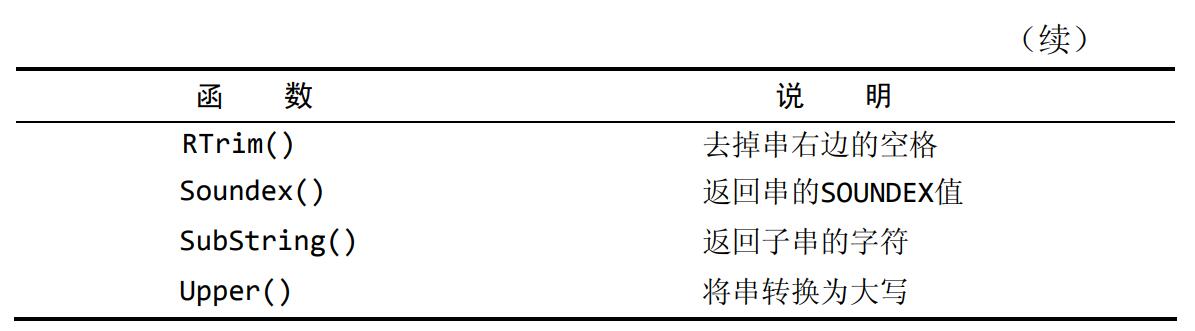 （续）
函 数 说 明
RTrim() 去掉串右边的空格
Soundex() 返回串的SOUNDEX值
SubString() 返回子串的字符
Upper() 将串转换为大写